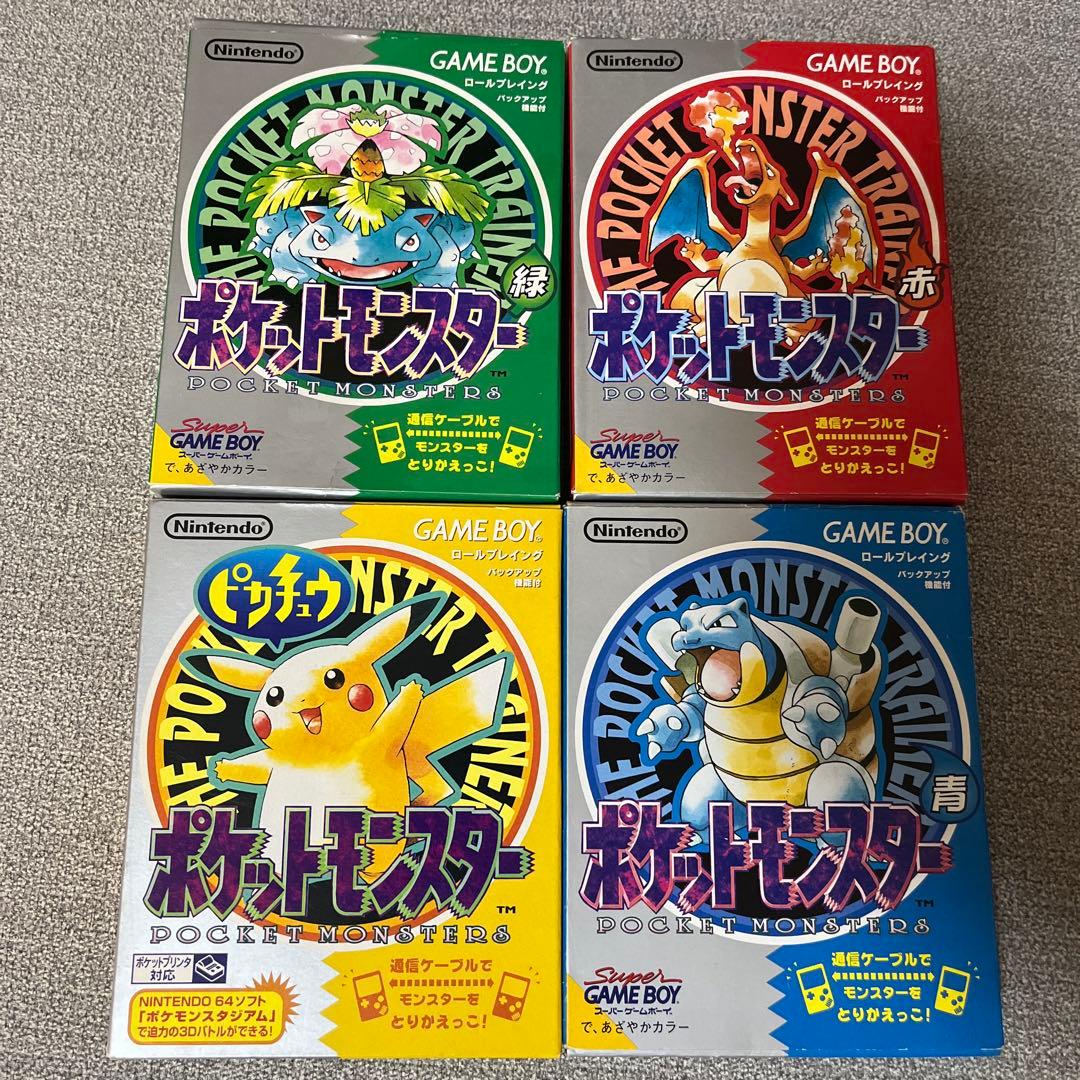 Nintendo
GAME BOY
ロールプレイング
バックアップ
機能付
THE POCKET MONSTER TRAINER
緑
ポケットモンスター
TM
POCKET MONSTERS
Super
GAME BOY
スーパーゲームボーイ
で、あざやかカラー
通信ケーブルで
モンスターを
とりかえっこ!
Nintendo
GAME BOY
ロールプレイング
バックアップ
機能付
THE POCKET MONSTER TRAINER
赤
ポケットモンスター
TM
POCKET MONSTERS
Super
GAME BOY
スーパーゲームボーイ
で、あざやかカラー
通信ケーブルで
モンスターを
とりかえっこ!
Nintendo
GAME BOY
ロールプレイング
バックアップ
機能付
ピカチュウ
THE POCKET MONSTER TRAINER
ポケットモンスター
TM
POCKET MONSTERS
ポケットプリンタ
対応
NINTENDO 64ソフト
「ポケモンスタジアム」
で迫力の3Dバトルができる!
通信ケーブルで
モンスターを
とりかえっこ!
Nintendo
GAME BOY
ロールプレイング
バックアップ
機能付
THE POCKET MONSTER TRAINER
青
ポケットモンスター
TM
POCKET MONSTERS
Super
GAME BOY
スーパーゲームボーイ
で、あざやかカラー
通信ケーブルで
モンスターを
とりかえっこ!